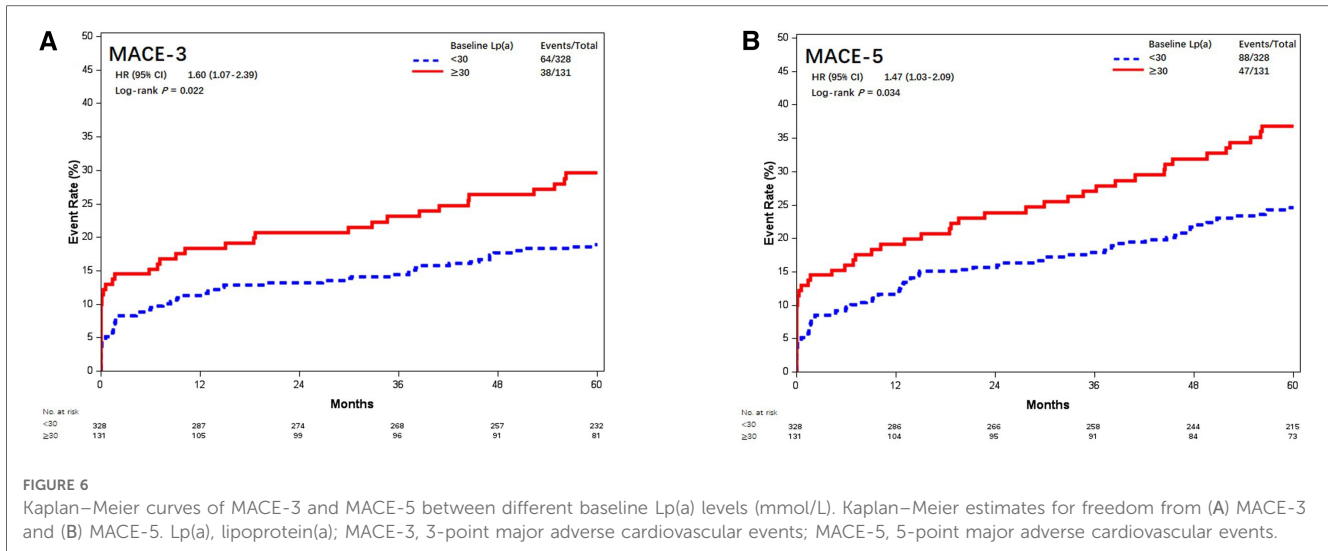 A
MACE-3
HR (95% CI) 1.60 (1.07-2.39)
Log-rank P = 0.022
Baseline Lp(a) Events/Total
<30 64/328
≥30 38/131
Event Rate (%)
50
45
40
35
30
25
20
15
10
5
0
0 12 24 36 48 60
Months
No. at risk
<30 328 287 274 268 257 232
≥30 131 105 99 96 91 81
B
MACE-5
HR (95% CI) 1.47 (1.03-2.09)
Log-rank P = 0.034
Baseline Lp(a) Events/Total
<30 88/328
≥30 47/131
Event Rate (%)
50
45
40
35
30
25
20
15
10
5
0
0 12 24 36 48 60
Months
No. at risk
<30 328 286 266 258 244 215
≥30 131 104 95 91 84 73
FIGURE 6
Kaplan–Meier curves of MACE-3 and MACE-5 between different baseline Lp(a) levels (mmol/L). Kaplan–Meier estimates for freedom from (A) MACE-3
and (B) MACE-5. Lp(a), lipoprotein(a); MACE-3, 3-point major adverse cardiovascular events; MACE-5, 5-point major adverse cardiovascular events.